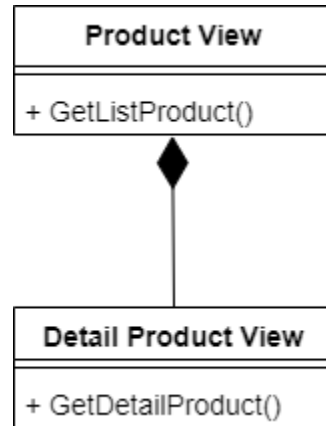 Product View
+ GetListProduct()
Detail Product View
+ GetDetailProduct()